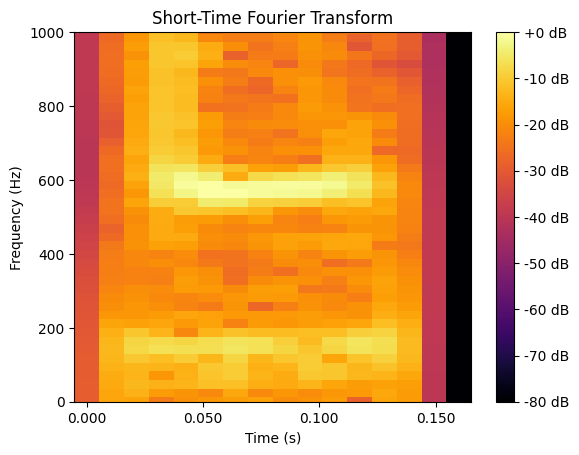 Short-Time Fourier Transform
1000
800
600
400
200
0
Frequency (Hz)
0.000
0.050
0.100
0.150
Time (s)
+0 dB
-10 dB
-20 dB
-30 dB
-40 dB
-50 dB
-60 dB
-70 dB
-80 dB